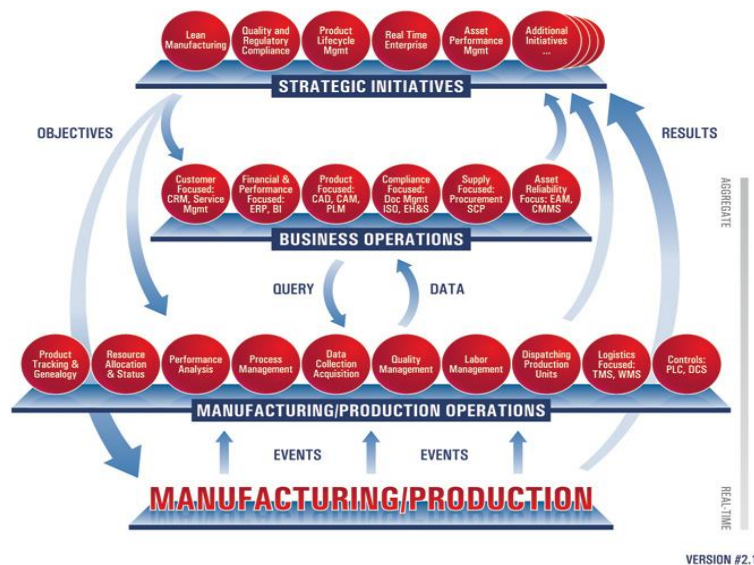 Lean
Manufacturing
Quality and
Regulatory
Compliance
Product
Lifecycle
Mgmt
Real Time
Enterprise
Asset
Performance
Mgmt
Additional
Initiatives
...
STRATEGIC INITIATIVES
OBJECTIVES
RESULTS
Customer
Focused:
CRM, Service
Mgmt
Financial &
Performance
Focused:
ERP, BI
Product
Focused:
CAD, CAM,
PLM
Compliance
Focused:
Doc Mgmt
ISO, EH&S
Supply
Focused:
Procurement
SCP
Asset
Reliability
Focus: EAM,
CMMS
BUSINESS OPERATIONS
AGGREGATE
QUERY
DATA
Product
Tracking &
Genealogy
Resource
Allocation
& Status
Performance
Analysis
Process
Management
Data
Collection
Acquisition
Quality
Management
Labor
Management
Dispatching
Production
Units
Logistics
Focused:
TMS, WMS
Controls:
PLC, DCS
MANUFACTURING/PRODUCTION OPERATIONS
EVENTS
EVENTS
MANUFACTURING/PRODUCTION
REAL-TIME
VERSION #2.1